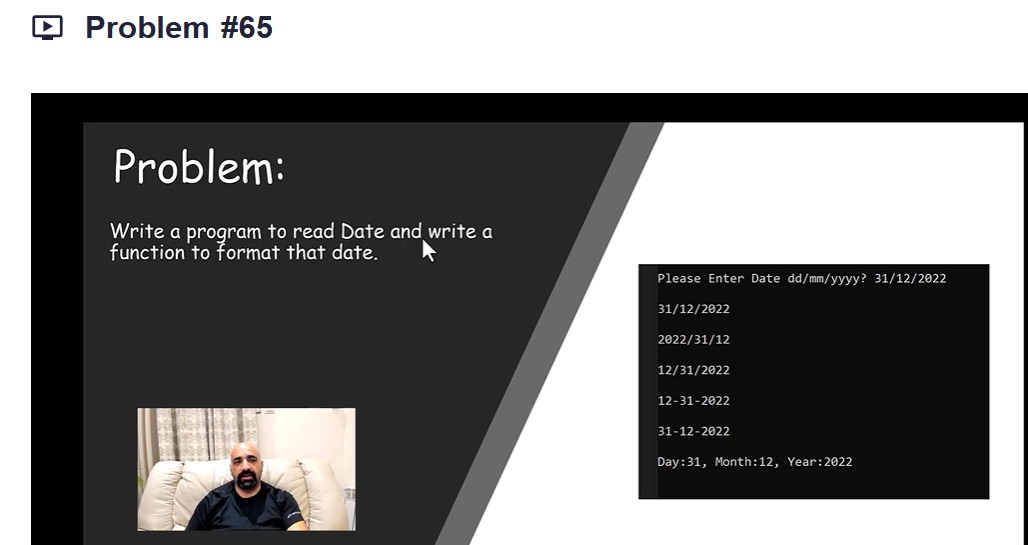 Problem #65
Problem:
Write a program to read Date and write a
function to format that date.
Please Enter Date dd/mm/yyyy? 31/12/2022
31/12/2022
2022/31/12
12/31/2022
12-31-2022
31-12-2022
Day:31, Month:12, Year:2022